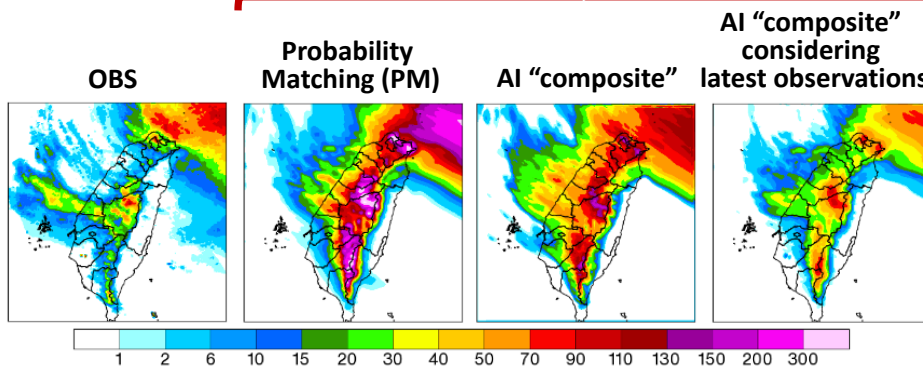 OBS
Probability
Matching (PM)
AI “composite”
AI “composite”
considering
latest observations
1 2 6 10 15 20 30 40 50 70 90 110 130 150 200 300